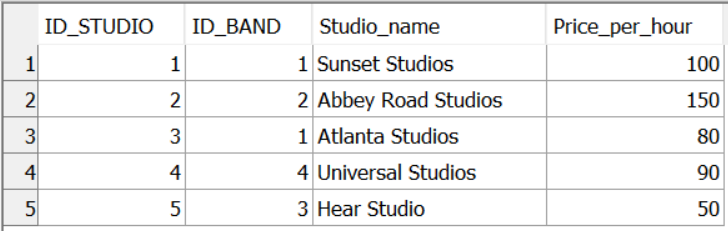 ID_STUDIO ID_BAND Studio_name Price_per_hour
1 1 1 Sunset Studios 100
2 2 2 Abbey Road Studios 150
3 3 1 Atlanta Studios 80
4 4 4 Universal Studios 90
5 5 3 Hear Studio 50